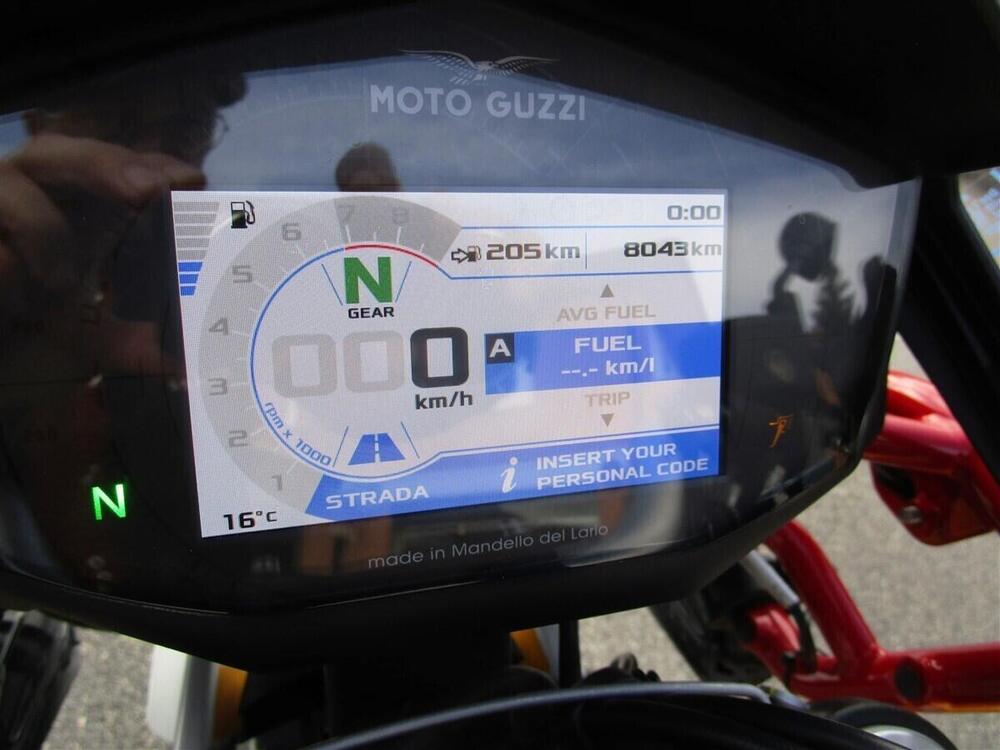 MOTO GUZZI
0:00
205 km
8043 km
8
7
6
5
4
3
2
1
rpm x 1000
N
GEAR
000
km/h
AVG FUEL
A
FUEL
--.- km/l
TRIP
STRADA
i
INSERT YOUR
PERSONAL CODE
16°C
N
made in Mandello del Lario